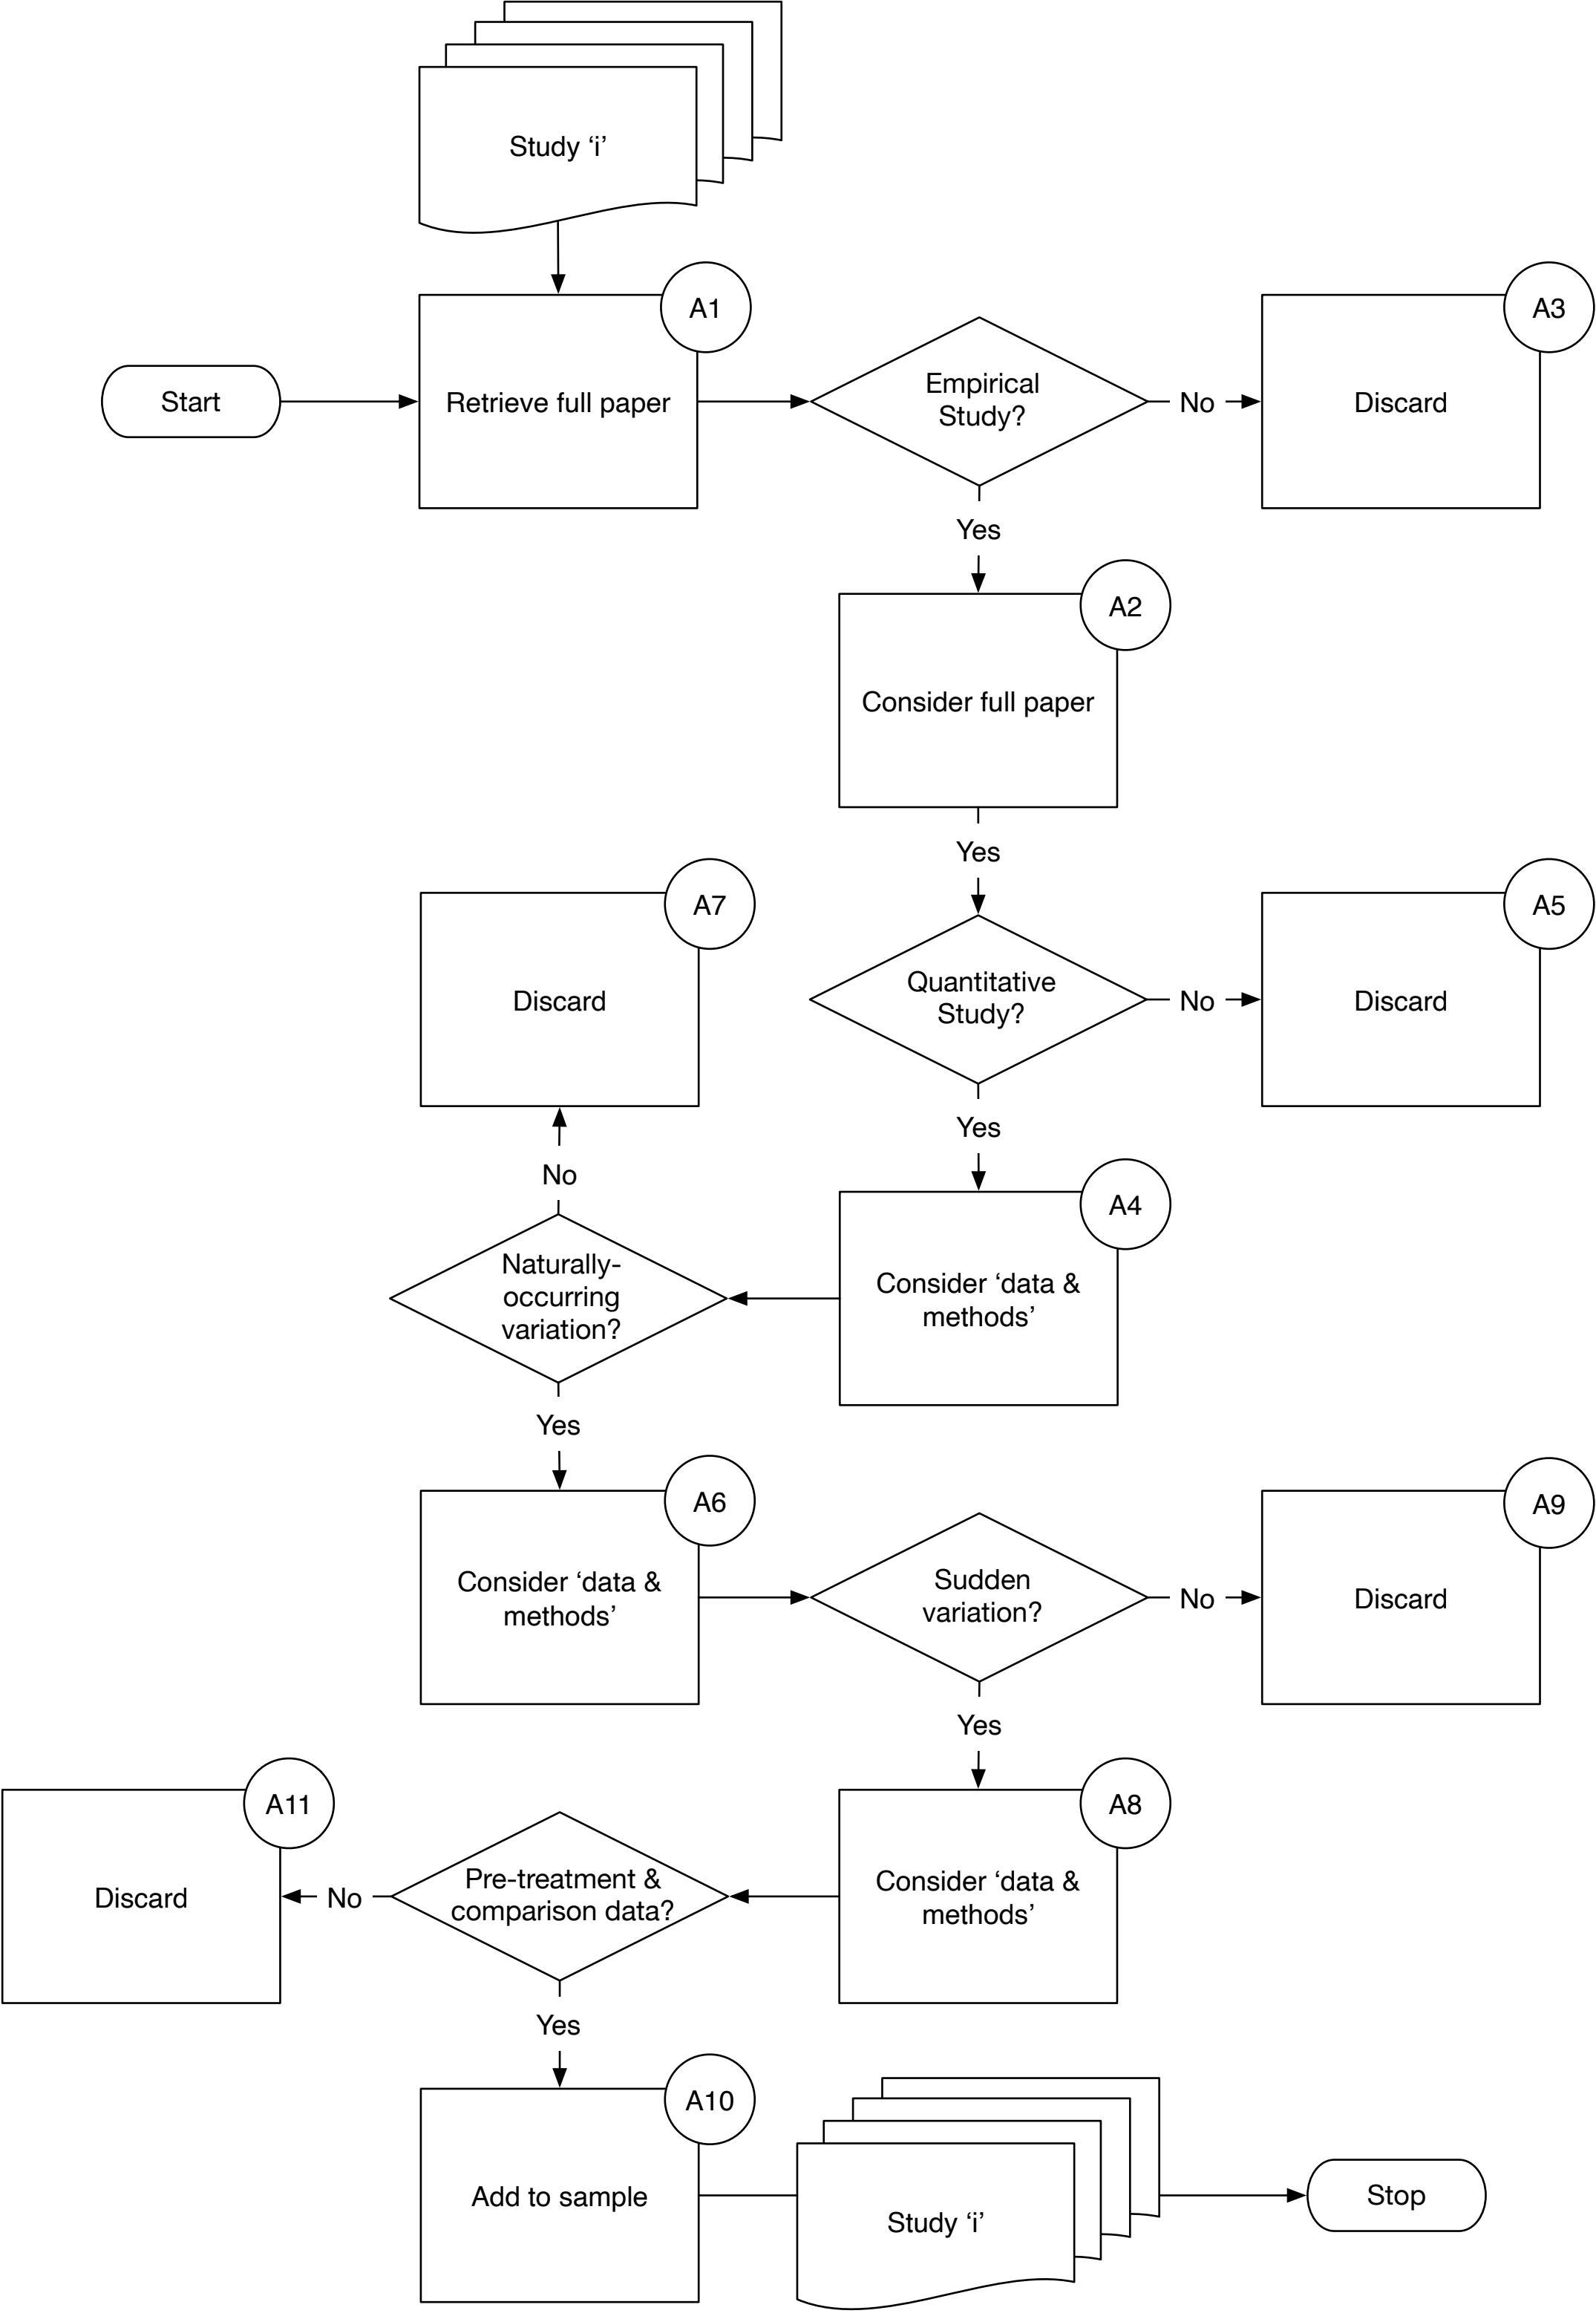 Study ‘i’
A1
A3
Start
Retrieve full paper
Empirical
Study?
No
Discard
Yes
A2
Consider full paper
Yes
A7
A5
Discard
Quantitative
Study?
No
Discard
Yes
No
A4
Naturally-
occurring
variation?
Consider ‘data &
methods’
Yes
A6
A9
Consider ‘data &
methods’
Sudden
variation?
No
Discard
Yes
A11
A8
Discard
No
Pre-treatment &
comparison data?
Consider ‘data &
methods’
Yes
A10
Add to sample
Study ‘i’
Stop